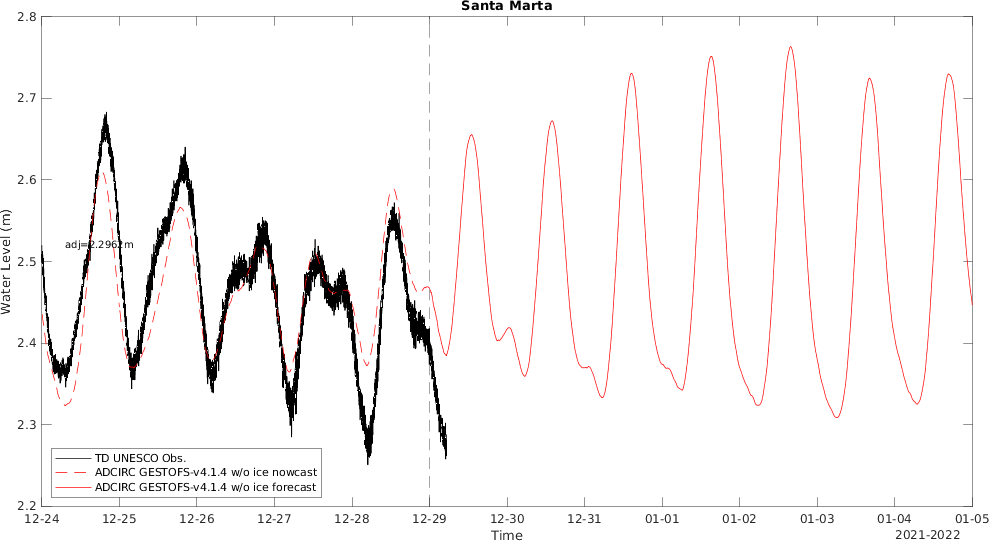 Santa Marta
2.8
2.7
2.6
2.5
2.4
2.3
2.2
Water Level (m)
adj=2.2962m
TD UNESCO Obs.
ADCIRC GESTOFS-v4.1.4 w/o ice nowcast
ADCIRC GESTOFS-v4.1.4 w/o ice forecast
12-24 12-25 12-26 12-27 12-28 12-29 12-30 12-31 01-01 01-02 01-03 01-04 01-05
Time
2021-2022